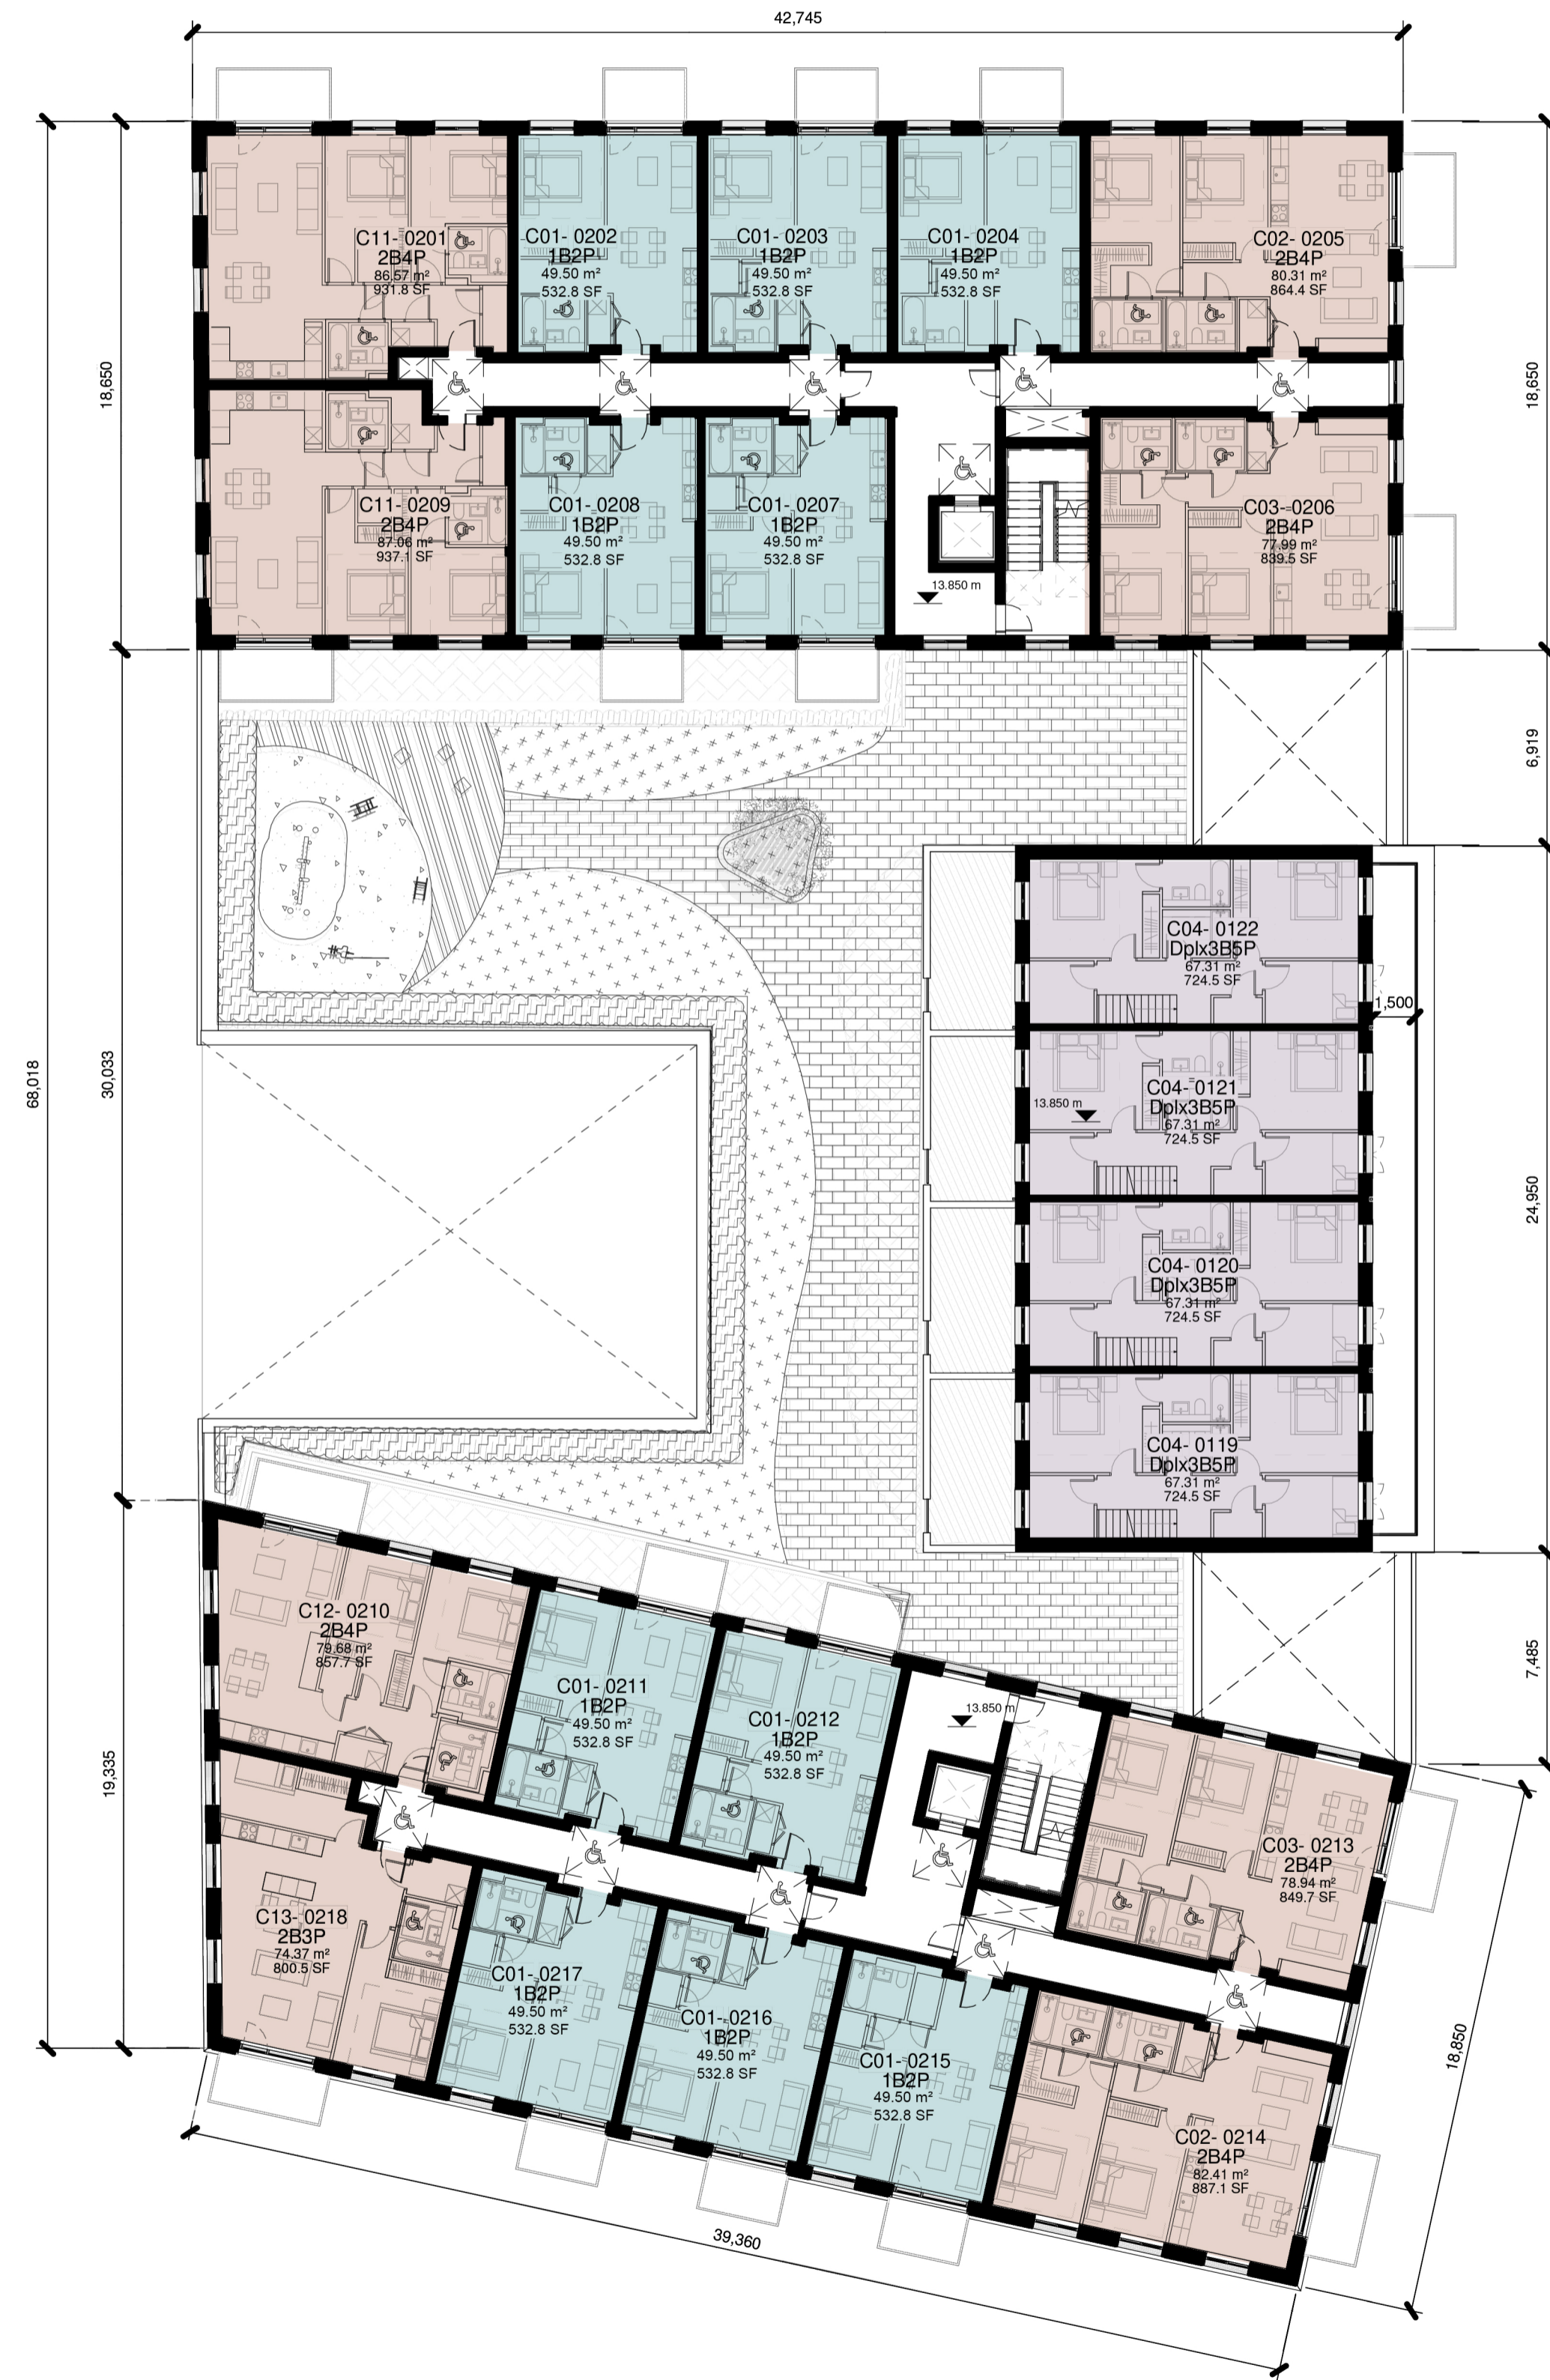 42,745
C11- 0201
2B4P
86.57 m²
931.8 SF
C01- 0202
1B2P
49.50 m²
532.8 SF
C01- 0203
1B2P
49.50 m²
532.8 SF
C01- 0204
1B2P
49.50 m²
532.8 SF
C02- 0205
2B4P
80.31 m²
864.4 SF
18,650
18,650
C11- 0209
2B4P
87.06 m²
937.1 SF
C01- 0208
1B2P
49.50 m²
532.8 SF
C01- 0207
1B2P
49.50 m²
532.8 SF
13.850 m
C03- 0206
2B4P
77.99 m²
839.5 SF
6,919
C04- 0122
Dplx3B5P
67.31 m²
724.5 SF
1,500
68,018
30,033
C04- 0121
Dplx3B5P
67.31 m²
724.5 SF
13.850 m
24,950
C04- 0120
Dplx3B5P
67.31 m²
724.5 SF
C04- 0119
Dplx3B5P
67.31 m²
724.5 SF
C12- 0210
2B4P
79.68 m²
857.7 SF
C01- 0211
1B2P
49.50 m²
532.8 SF
C01- 0212
1B2P
49.50 m²
532.8 SF
13.850 m
7,485
19,335
C03- 0213
2B4P
78.94 m²
849.7 SF
C13- 0218
2B3P
74.37 m²
800.5 SF
C01- 0217
1B2P
49.50 m²
532.8 SF
C01- 0216
1B2P
49.50 m²
532.8 SF
C01- 0215
1B2P
49.50 m²
532.8 SF
C02- 0214
2B4P
82.41 m²
887.1 SF
18,850
39,360